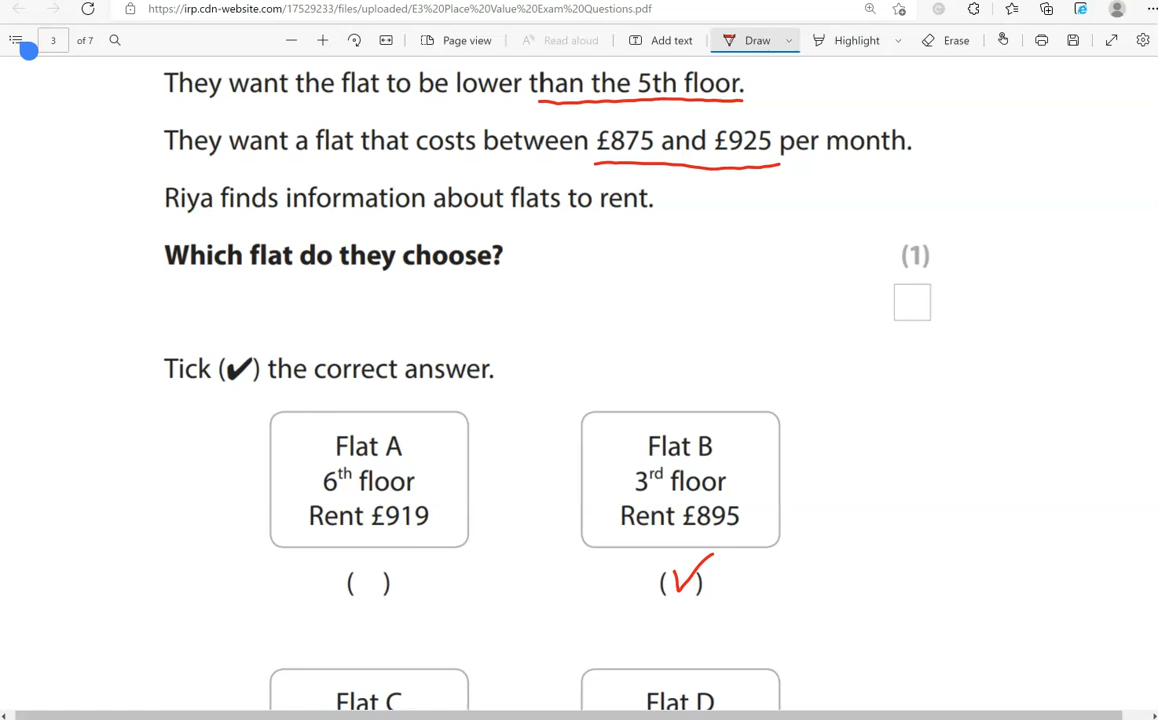 https://irp.cdn-website.com/17529233/files/uploaded/E3%20Place%20Value%20Exam%20Questions.pdf
3 of 7 Page view Read aloud Add text Draw Highlight Erase
They want the flat to be lower than the 5th floor.
They want a flat that costs between £875 and £925 per month.
Riya finds information about flats to rent.
Which flat do they choose? (1)
Tick (✔) the correct answer.
Flat A
6th floor
Rent £919
( )
Flat B
3rd floor
Rent £895
(✓)
Flat C
Flat D